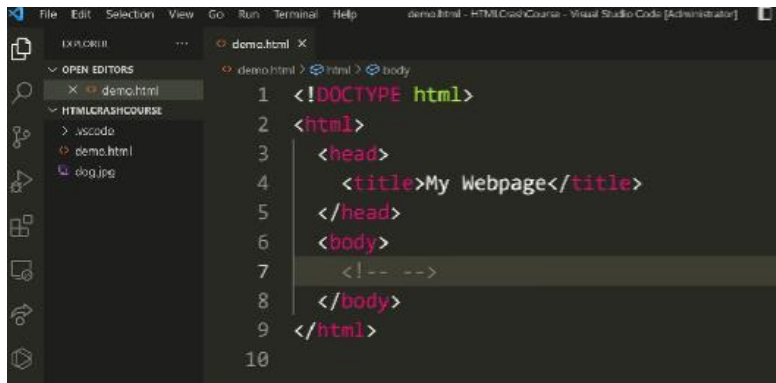 File Edit Selection View Go Run Terminal Help demo.html - HTMLCrashCourse - Visual Studio Code [Administrator]
EXPLORER ... demo.html ×
OPEN EDITORS demo.html > html > body
× demo.html
HTMLCRASHCOURSE
> .vscode
demo.html
dog.jpg
1 <!DOCTYPE html>
2 <html>
3 <head>
4 <title>My Webpage</title>
5 </head>
6 <body>
7 <!-- -->
8 </body>
9 </html>
10